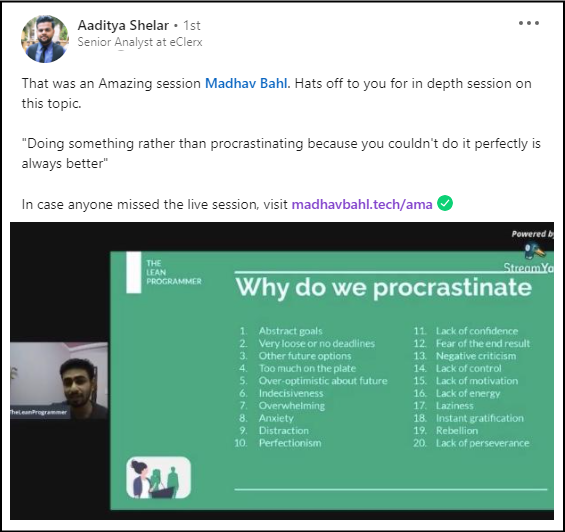 Aaditya Shelar • 1st
Senior Analyst at eClerx
That was an Amazing session Madhav Bahl. Hats off to you for in depth session on
this topic.
"Doing something rather than procrastinating because you couldn't do it perfectly is
always better"
In case anyone missed the live session, visit madhavbahl.tech/ama
Powered by
StreamYa
THE
LEAN
PROGRAMMER
Why do we procrastinate
1. Abstract goals
2. Very loose or no deadlines
3. Other future options
4. Too much on the plate
5. Over-optimistic about future
6. Indecisiveness
7. Overwhelming
8. Anxiety
9. Distraction
10. Perfectionism
11. Lack of confidence
12. Fear of the end result
13. Negative criticism
14. Lack of control
15. Lack of motivation
16. Lack of energy
17. Laziness
18. Instant gratification
19. Rebellion
20. Lack of perseverance
TheLeanProgrammer